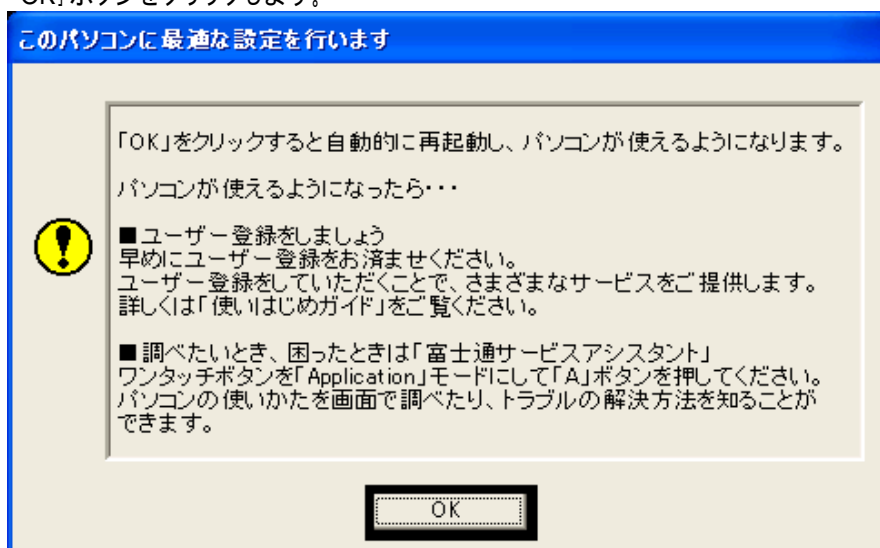 OK］ボタンをクリックします。
このパソコンに最適な設定を行います
「OK」をクリックすると自動的に再起動し、パソコンが使えるようになります。
パソコンが使えるようになったら・・・
■ユーザー登録をしましょう
早めにユーザー登録をお済ませください。
ユーザー登録をしていただくことで、さまざまなサービスをご提供します。
詳しくは「使いはじめガイド」をご覧ください。
■調べたいとき、困ったときは「富士通サービスアシスタント」
ワンタッチボタンを「Application」モードにして「A」ボタンを押してください。
パソコンの使いかたを画面で調べたり、トラブルの解決方法を知ることが
できます。
OK